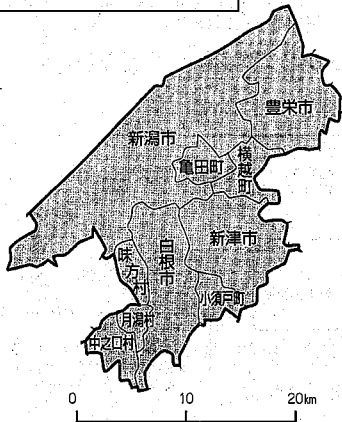 豊栄市
新潟市
亀田町
横越町
新津市
白根市
味方村
小須戸町
月潟村
中之口村
0 10 20km